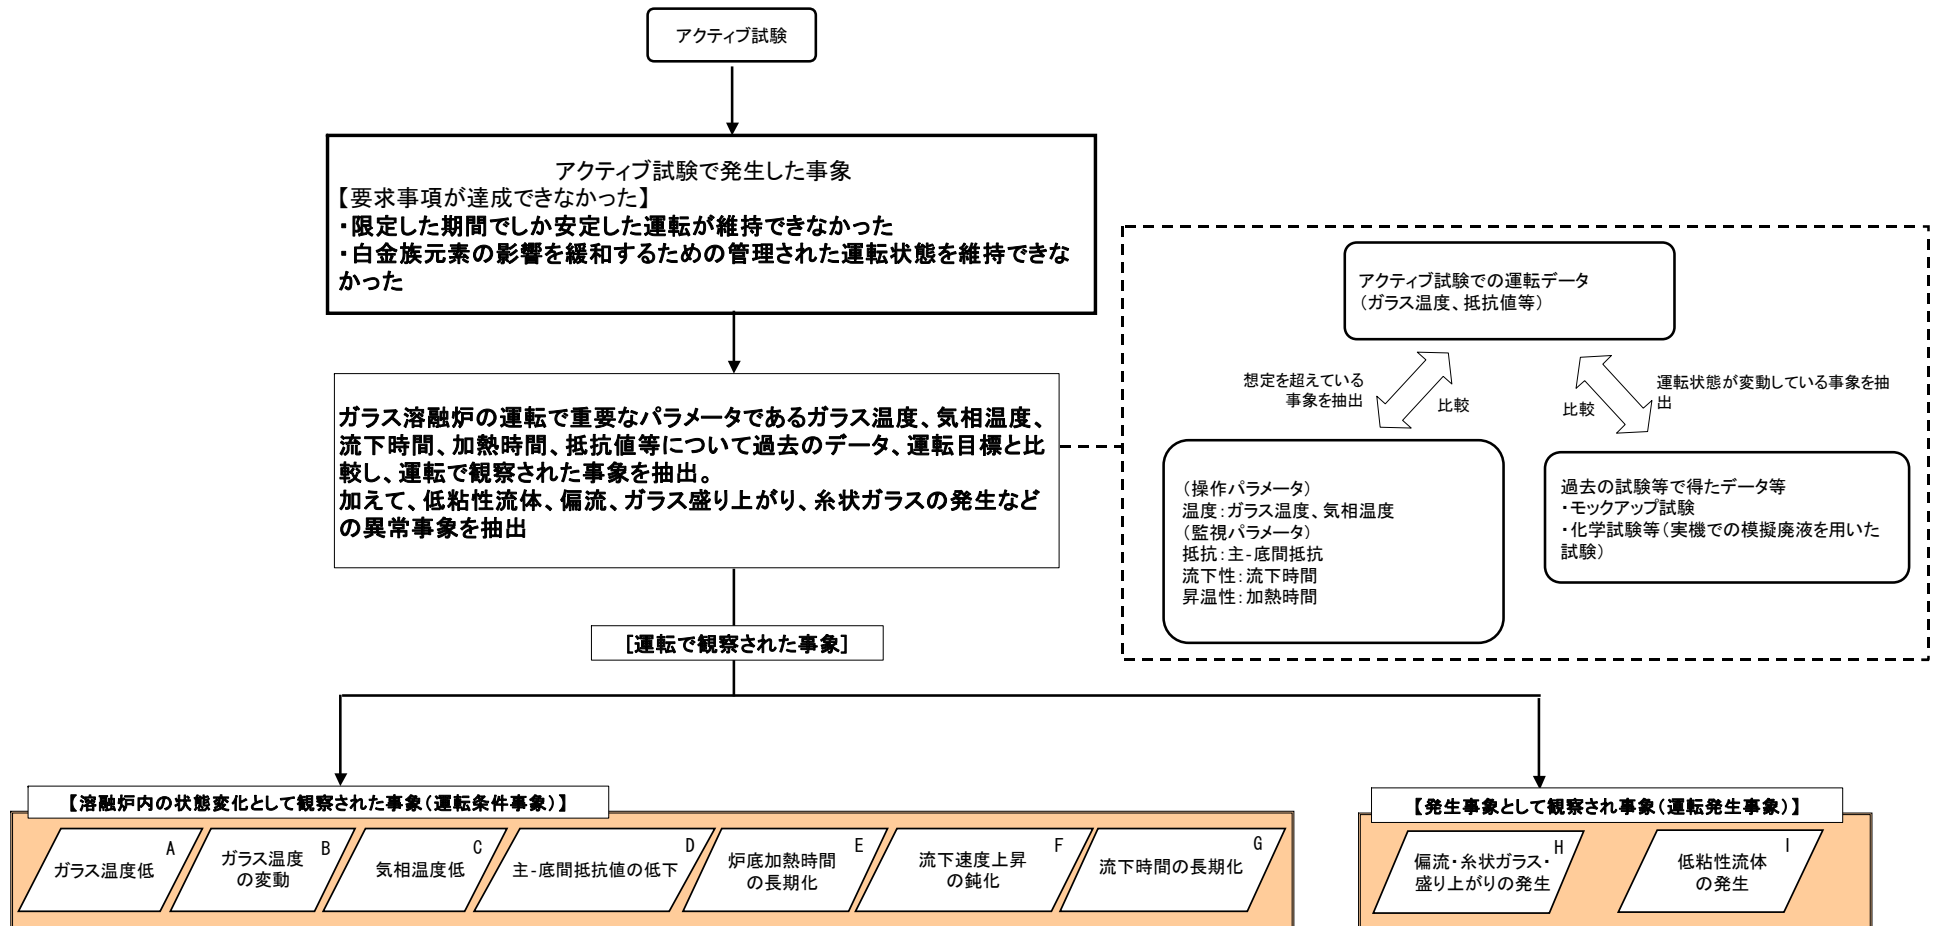 アクティブ試験
アクティブ試験で発生した事象
【要求事項が達成できなかった】
・限定した期間でしか安定した運転が維持できなかった
・白金族元素の影響を緩和するための管理された運転状態を維持できな
かった
ガラス溶融炉の運転で重要なパラメータであるガラス温度、気相温度、
流下時間、加熱時間、抵抗値等について過去のデータ、運転目標と比
較し、運転で観察された事象を抽出。
加えて、低粘性流体、偏流、ガラス盛り上がり、糸状ガラスの発生など
の異常事象を抽出
アクティブ試験での運転データ
(ガラス温度、抵抗値等)
想定を超えている
事象を抽出
比較
比較
運転状態が変動している事象を抽
出
(操作パラメータ)
温度:ガラス温度、気相温度
(監視パラメータ)
抵抗:主-底間抵抗
流下性:流下時間
昇温性:加熱時間
過去の試験等で得たデータ等
・モックアップ試験
・化学試験等(実機での模擬廃液を用いた
試験)
[運転で観察された事象]
【溶融炉内の状態変化として観察された事象(運転条件事象)】
A
ガラス温度低
B
ガラス温度
の変動
C
気相温度低
D
主-底間抵抗値の低下
E
炉底加熱時間
の長期化
F
流下速度上昇
の鈍化
G
流下時間の長期化
【発生事象として観察され事象(運転発生事象)】
H
偏流・糸状ガラス・
盛り上がりの発生
I
低粘性流体
の発生